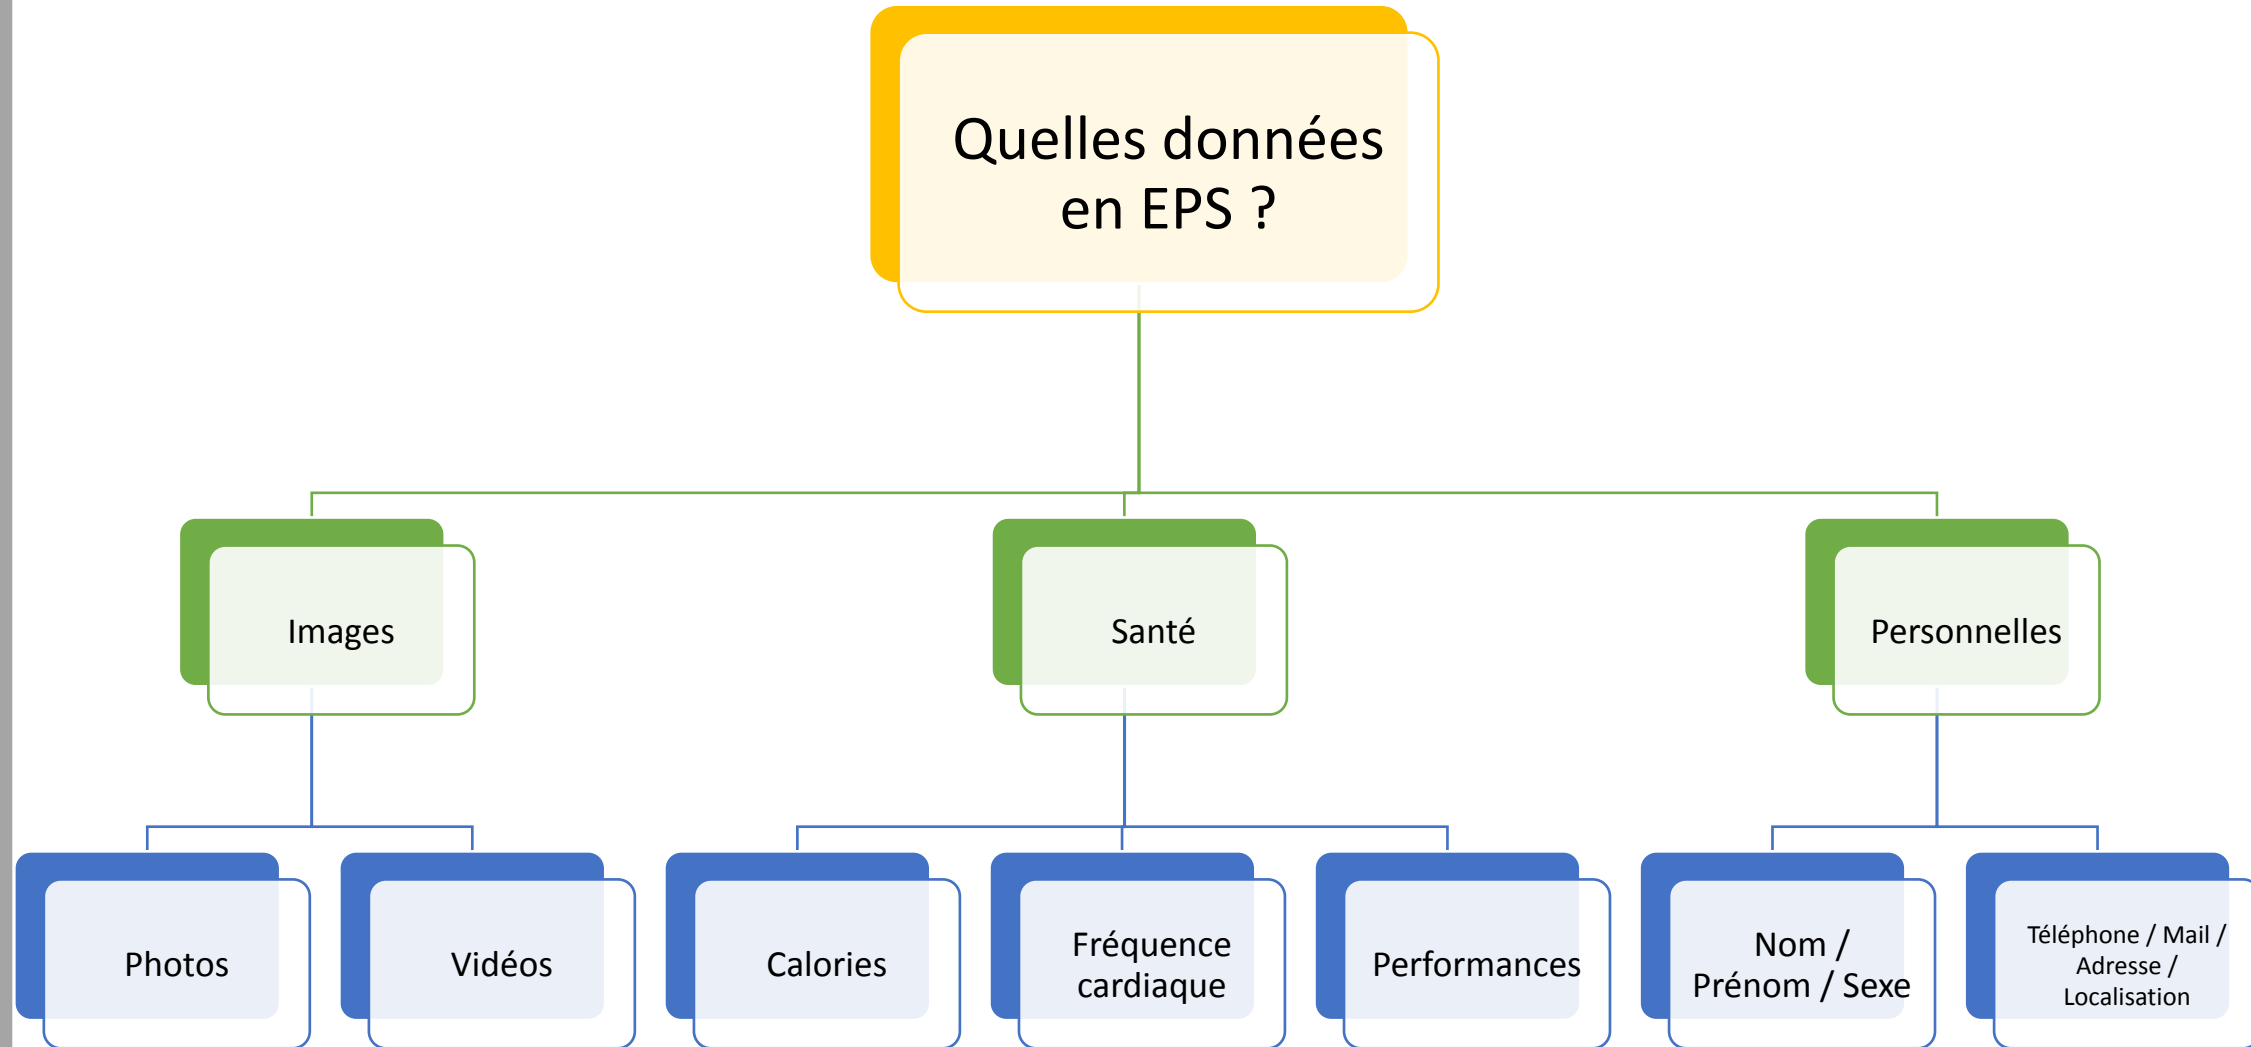 Quelles données
en EPS ?
Images
Santé
Personnelles
Photos
Vidéos
Calories
Fréquence
cardiaque
Performances
Nom /
Prénom / Sexe
Téléphone / Mail /
Adresse /
Localisation